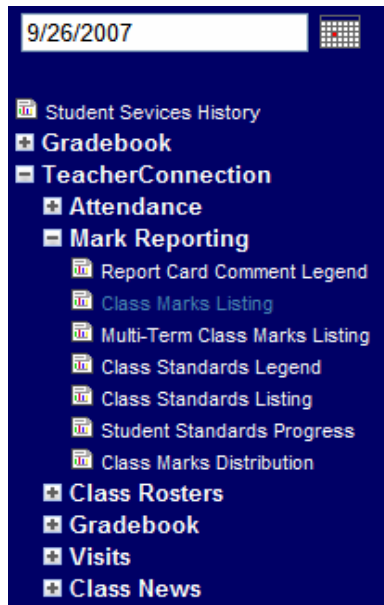 9/26/2007
Student Sevices History
Gradebook
TeacherConnection
Attendance
Mark Reporting
Report Card Comment Legend
Class Marks Listing
Multi-Term Class Marks Listing
Class Standards Legend
Class Standards Listing
Student Standards Progress
Class Marks Distribution
Class Rosters
Gradebook
Visits
Class News